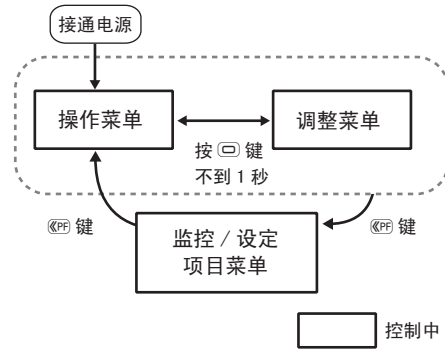 接通电源
操作菜单
调整菜单
按 键
不到 1 秒
PF 键
PF 键
监控 / 设定
项目菜单
控制中